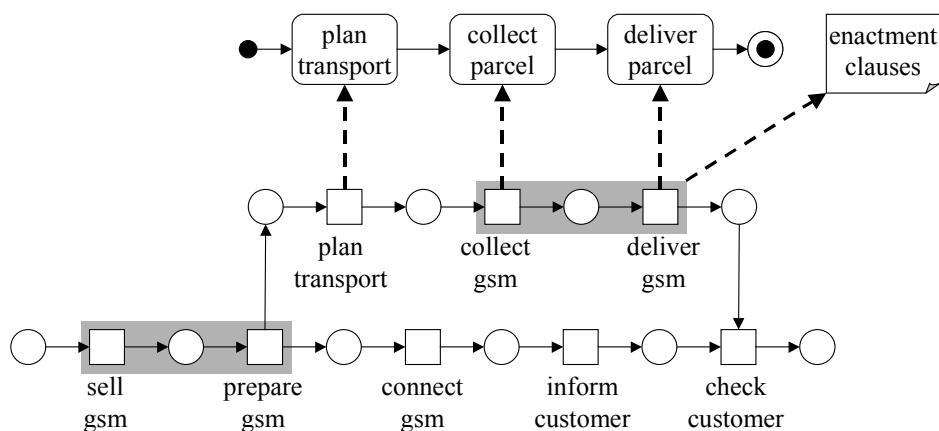 plan
transport
collect
parcel
deliver
parcel
enactment
clauses
plan
transport
collect
gsm
deliver
gsm
sell
gsm
prepare
gsm
connect
gsm
inform
customer
check
customer